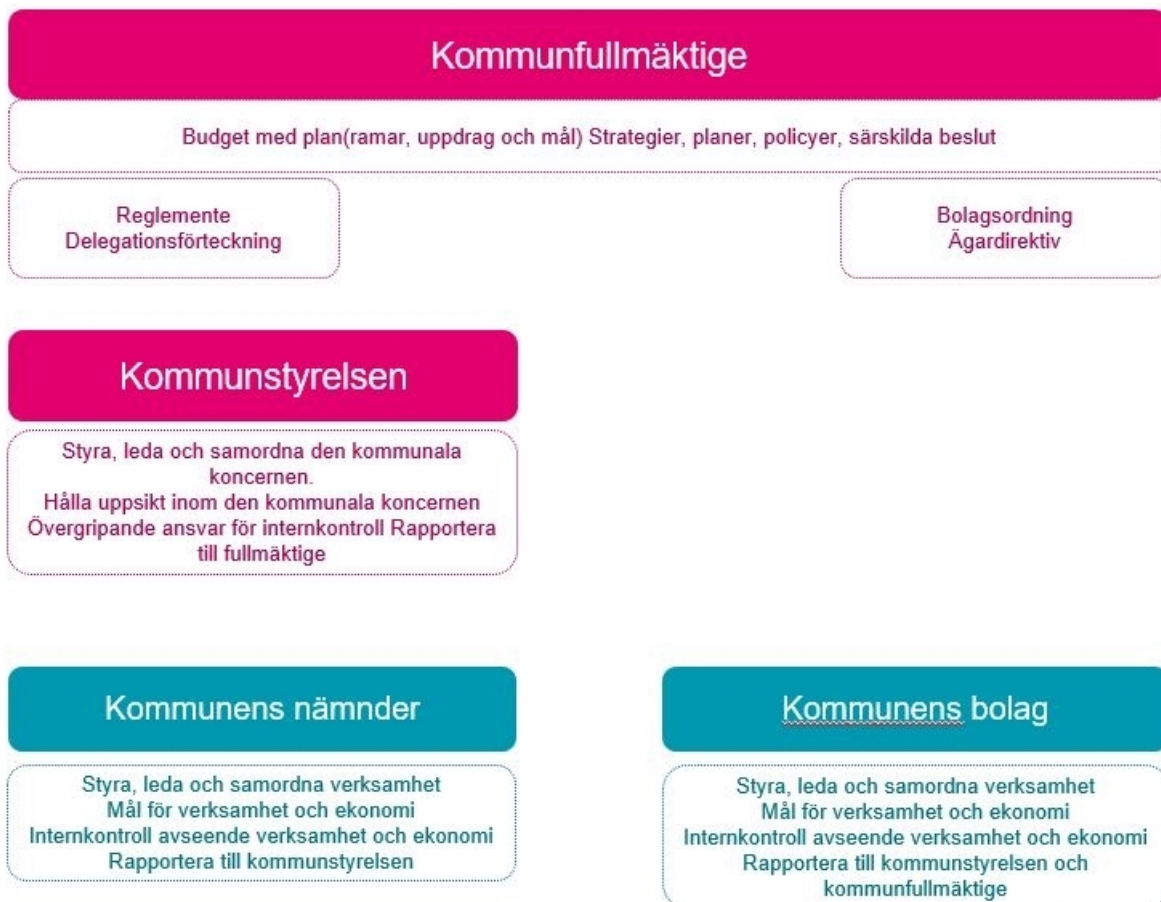 Kommunfullmäktige
Budget med plan(ramar, uppdrag och mål) Strategier, planer, policyer, särskilda beslut
Reglemente
Delegationsförteckning
Bolagsordning
Ägardirektiv
Kommunstyrelsen
Styra, leda och samordna den kommunala
koncernen.
Hålla uppsikt inom den kommunala koncernen
Övergripande ansvar för internkontroll Rapportera
till fullmäktige
Kommunens nämnder
Styra, leda och samordna verksamhet
Mål för verksamhet och ekonomi
Internkontroll avseende verksamhet och ekonomi
Rapportera till kommunstyrelsen
Kommunens bolag
Styra, leda och samordna verksamhet
Mål för verksamhet och ekonomi
Internkontroll avseende verksamhet och ekonomi
Rapportera till kommunstyrelsen och
kommunfullmäktige